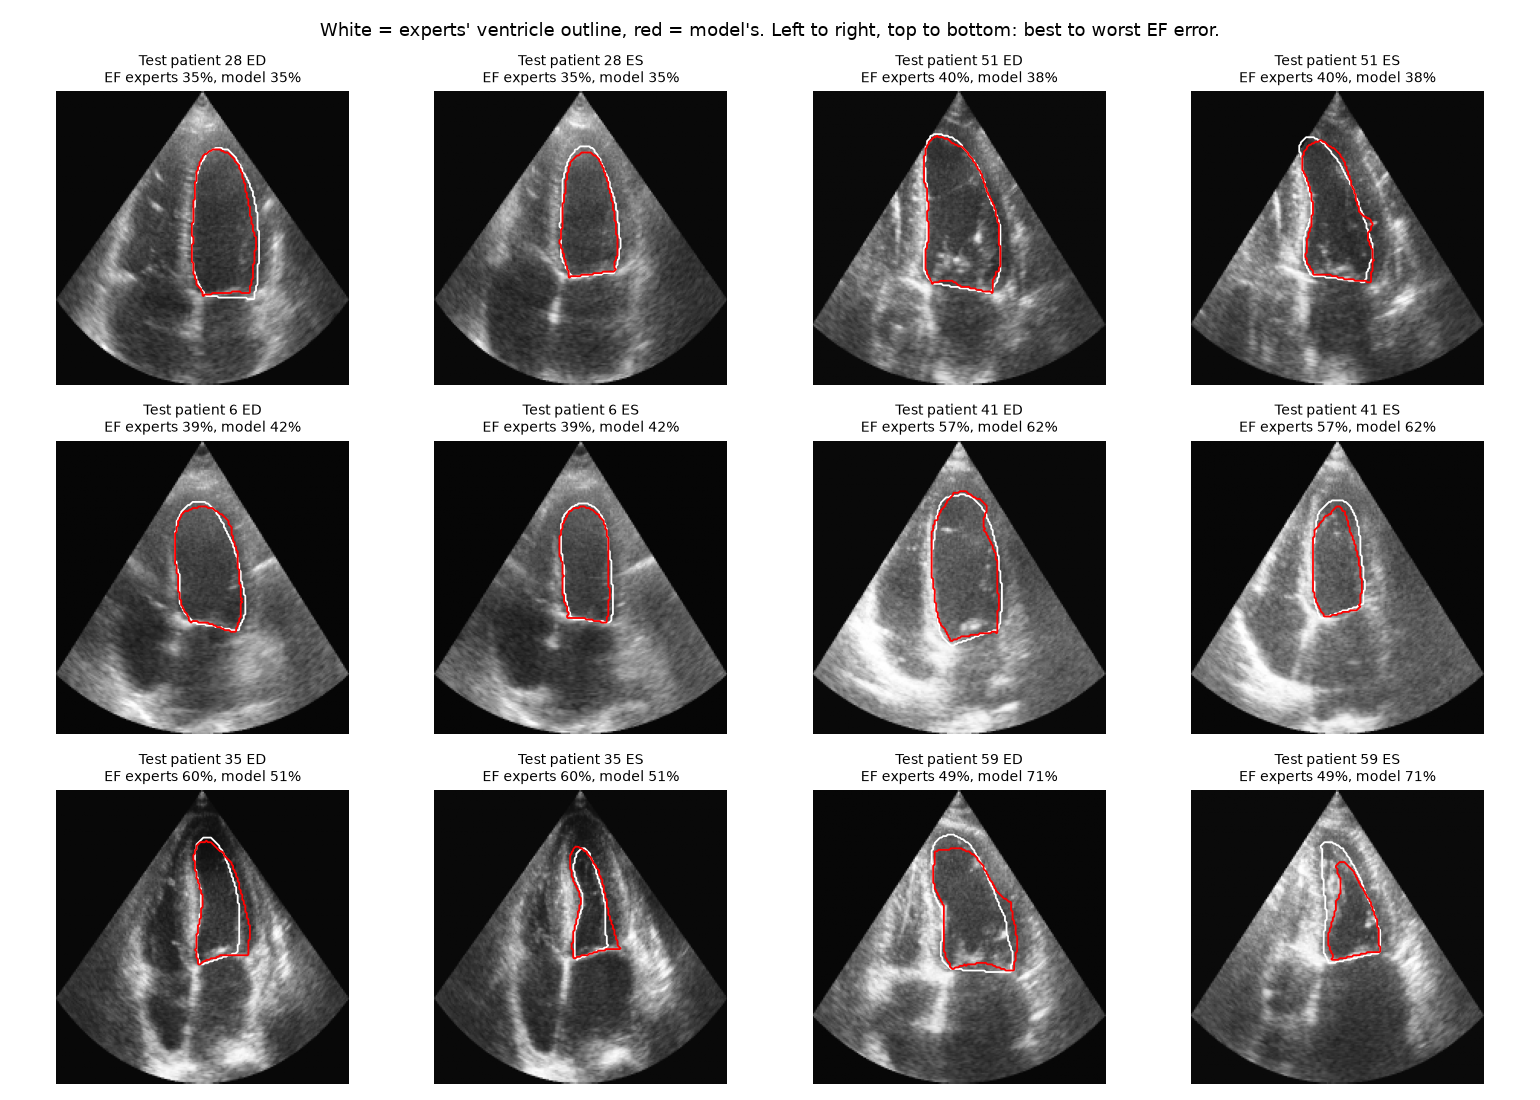 White = experts' ventricle outline, red = model's. Left to right, top to bottom: best to worst EF error.
Test patient 28 ED
EF experts 35%, model 35%
Test patient 28 ES
EF experts 35%, model 35%
Test patient 51 ED
EF experts 40%, model 38%
Test patient 51 ES
EF experts 40%, model 38%
Test patient 6 ED
EF experts 39%, model 42%
Test patient 6 ES
EF experts 39%, model 42%
Test patient 41 ED
EF experts 57%, model 62%
Test patient 41 ES
EF experts 57%, model 62%
Test patient 35 ED
EF experts 60%, model 51%
Test patient 35 ES
EF experts 60%, model 51%
Test patient 59 ED
EF experts 49%, model 71%
Test patient 59 ES
EF experts 49%, model 71%